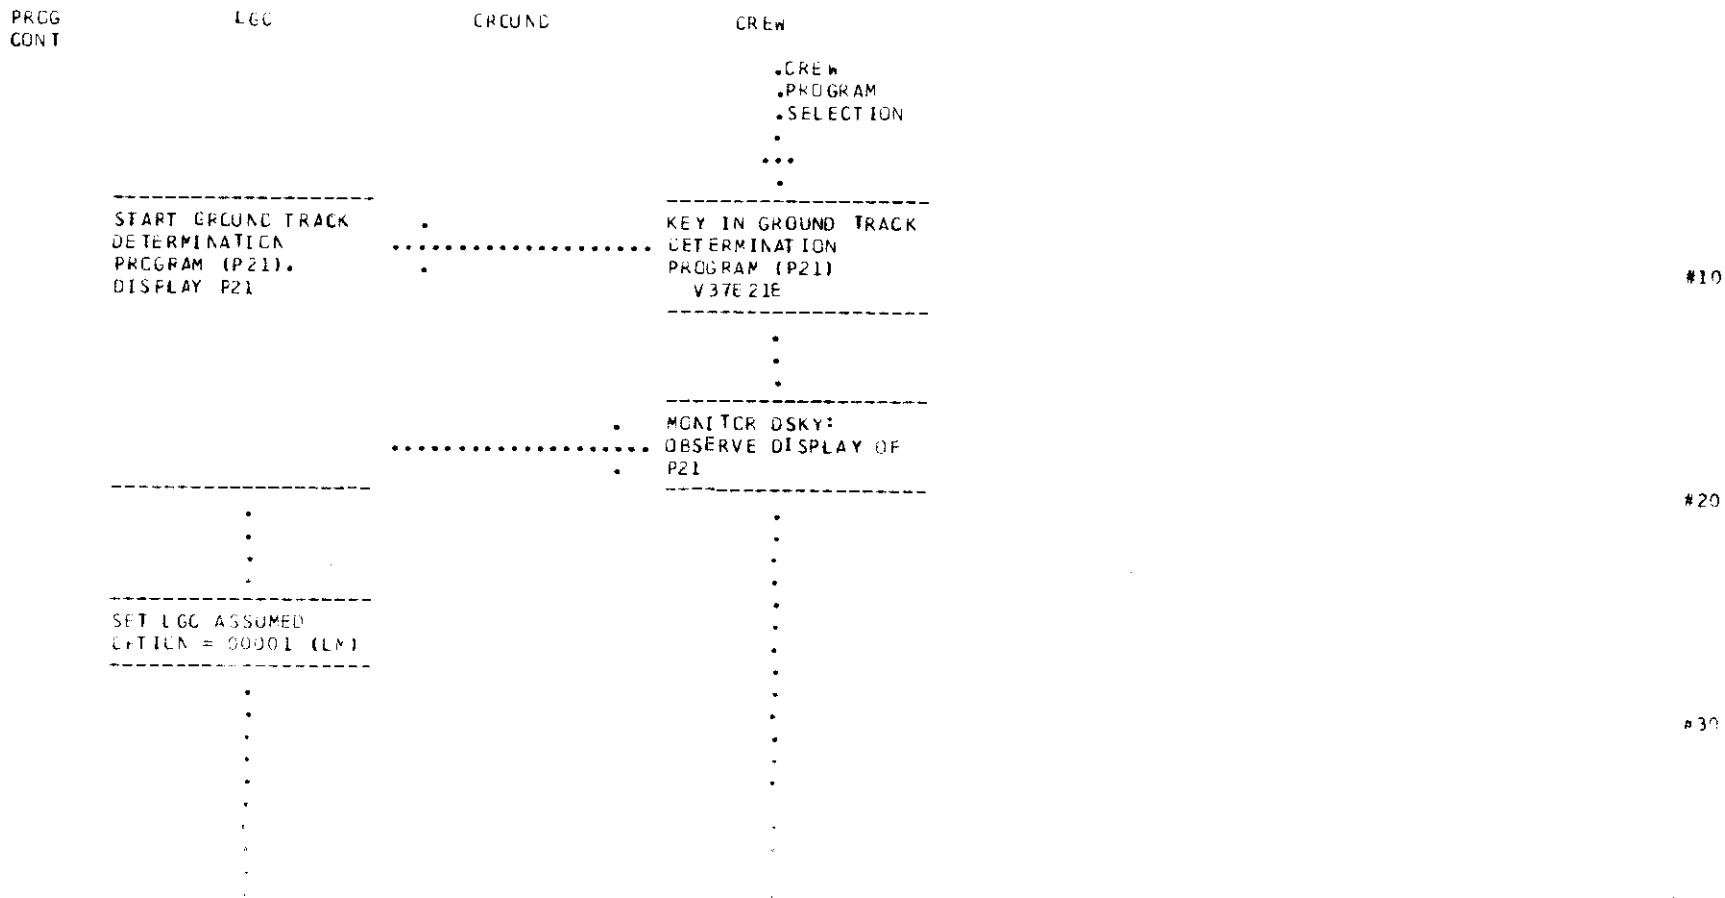 PROG LGC GROUND CREW
CONT
.CREW
.PROGRAM
.SELECTION
START GROUND TRACK
DETERMINATION
PROGRAM (P21).
DISPLAY P21
KEY IN GROUND TRACK
DETERMINATION
PROGRAM (P21)
V37E21E
#10
MONITOR DSKY:
OBSERVE DISPLAY OF
P21
#20
SET LGC ASSUMED
OPTION = 00001 (LM)
#30